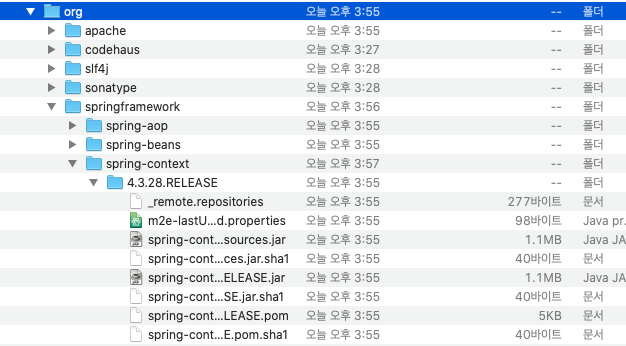 org 오늘 오후 3:55 -- 폴더
apache 오늘 오후 3:55 -- 폴더
codehaus 오늘 오후 3:27 -- 폴더
slf4j 오늘 오후 3:28 -- 폴더
sonatype 오늘 오후 3:28 -- 폴더
springframework 오늘 오후 3:56 -- 폴더
spring-aop 오늘 오후 3:55 -- 폴더
spring-beans 오늘 오후 3:55 -- 폴더
spring-context 오늘 오후 3:57 -- 폴더
4.3.28.RELEASE 오늘 오후 3:55 -- 폴더
_remote.repositories 오늘 오후 3:55 277바이트 문서
m2e-lastU...d.properties 오늘 오후 3:55 98바이트 Java pr
spring-cont...sources.jar 오늘 오후 3:55 1.1MB Java JA
spring-cont...ces.jar.sha1 오늘 오후 3:55 40바이트 문서
spring-cont...ELEASE.jar 오늘 오후 3:55 1.1MB Java JA
spring-cont...SE.jar.sha1 오늘 오후 3:55 40바이트 문서
spring-cont...LEASE.pom 오늘 오후 3:55 5KB 문서
spring-cont...E.pom.sha1 오늘 오후 3:55 40바이트 문서